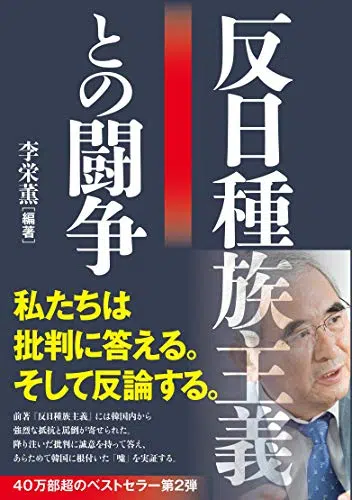 反日種族主義
との闘争
李栄薫[編著]
私たちは
批判に答える。
そして反論する。
前著『反日種族主義』には韓国内から
強烈な抵抗と罵倒が寄せられた。
降り注いだ批判に誠意を持って答え、
あらためて韓国に根付いた「嘘」を実証する。
40万部超のベストセラー第2弾